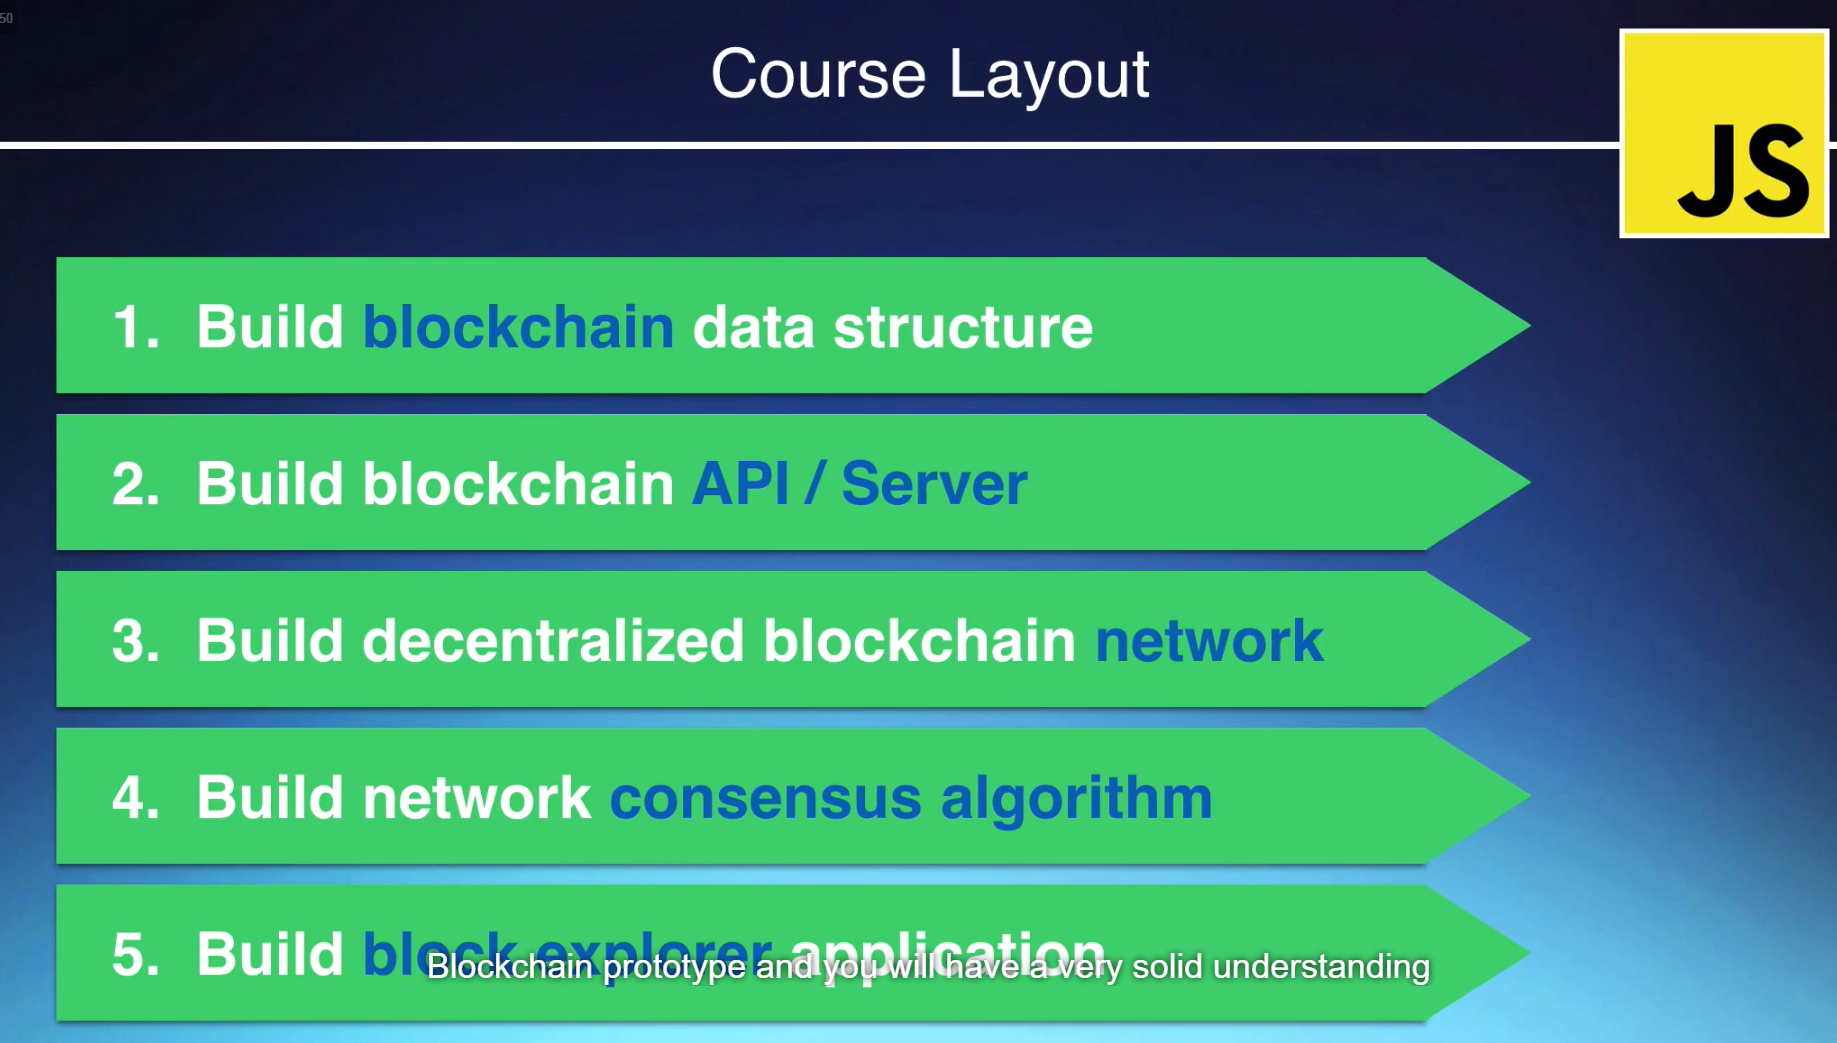 50
Course Layout
JS
1. Build blockchain data structure
2. Build blockchain API / Server
3. Build decentralized blockchain network
4. Build network consensus algorithm
5. Build block explorer application
Blockchain prototype and you will have a very solid understanding